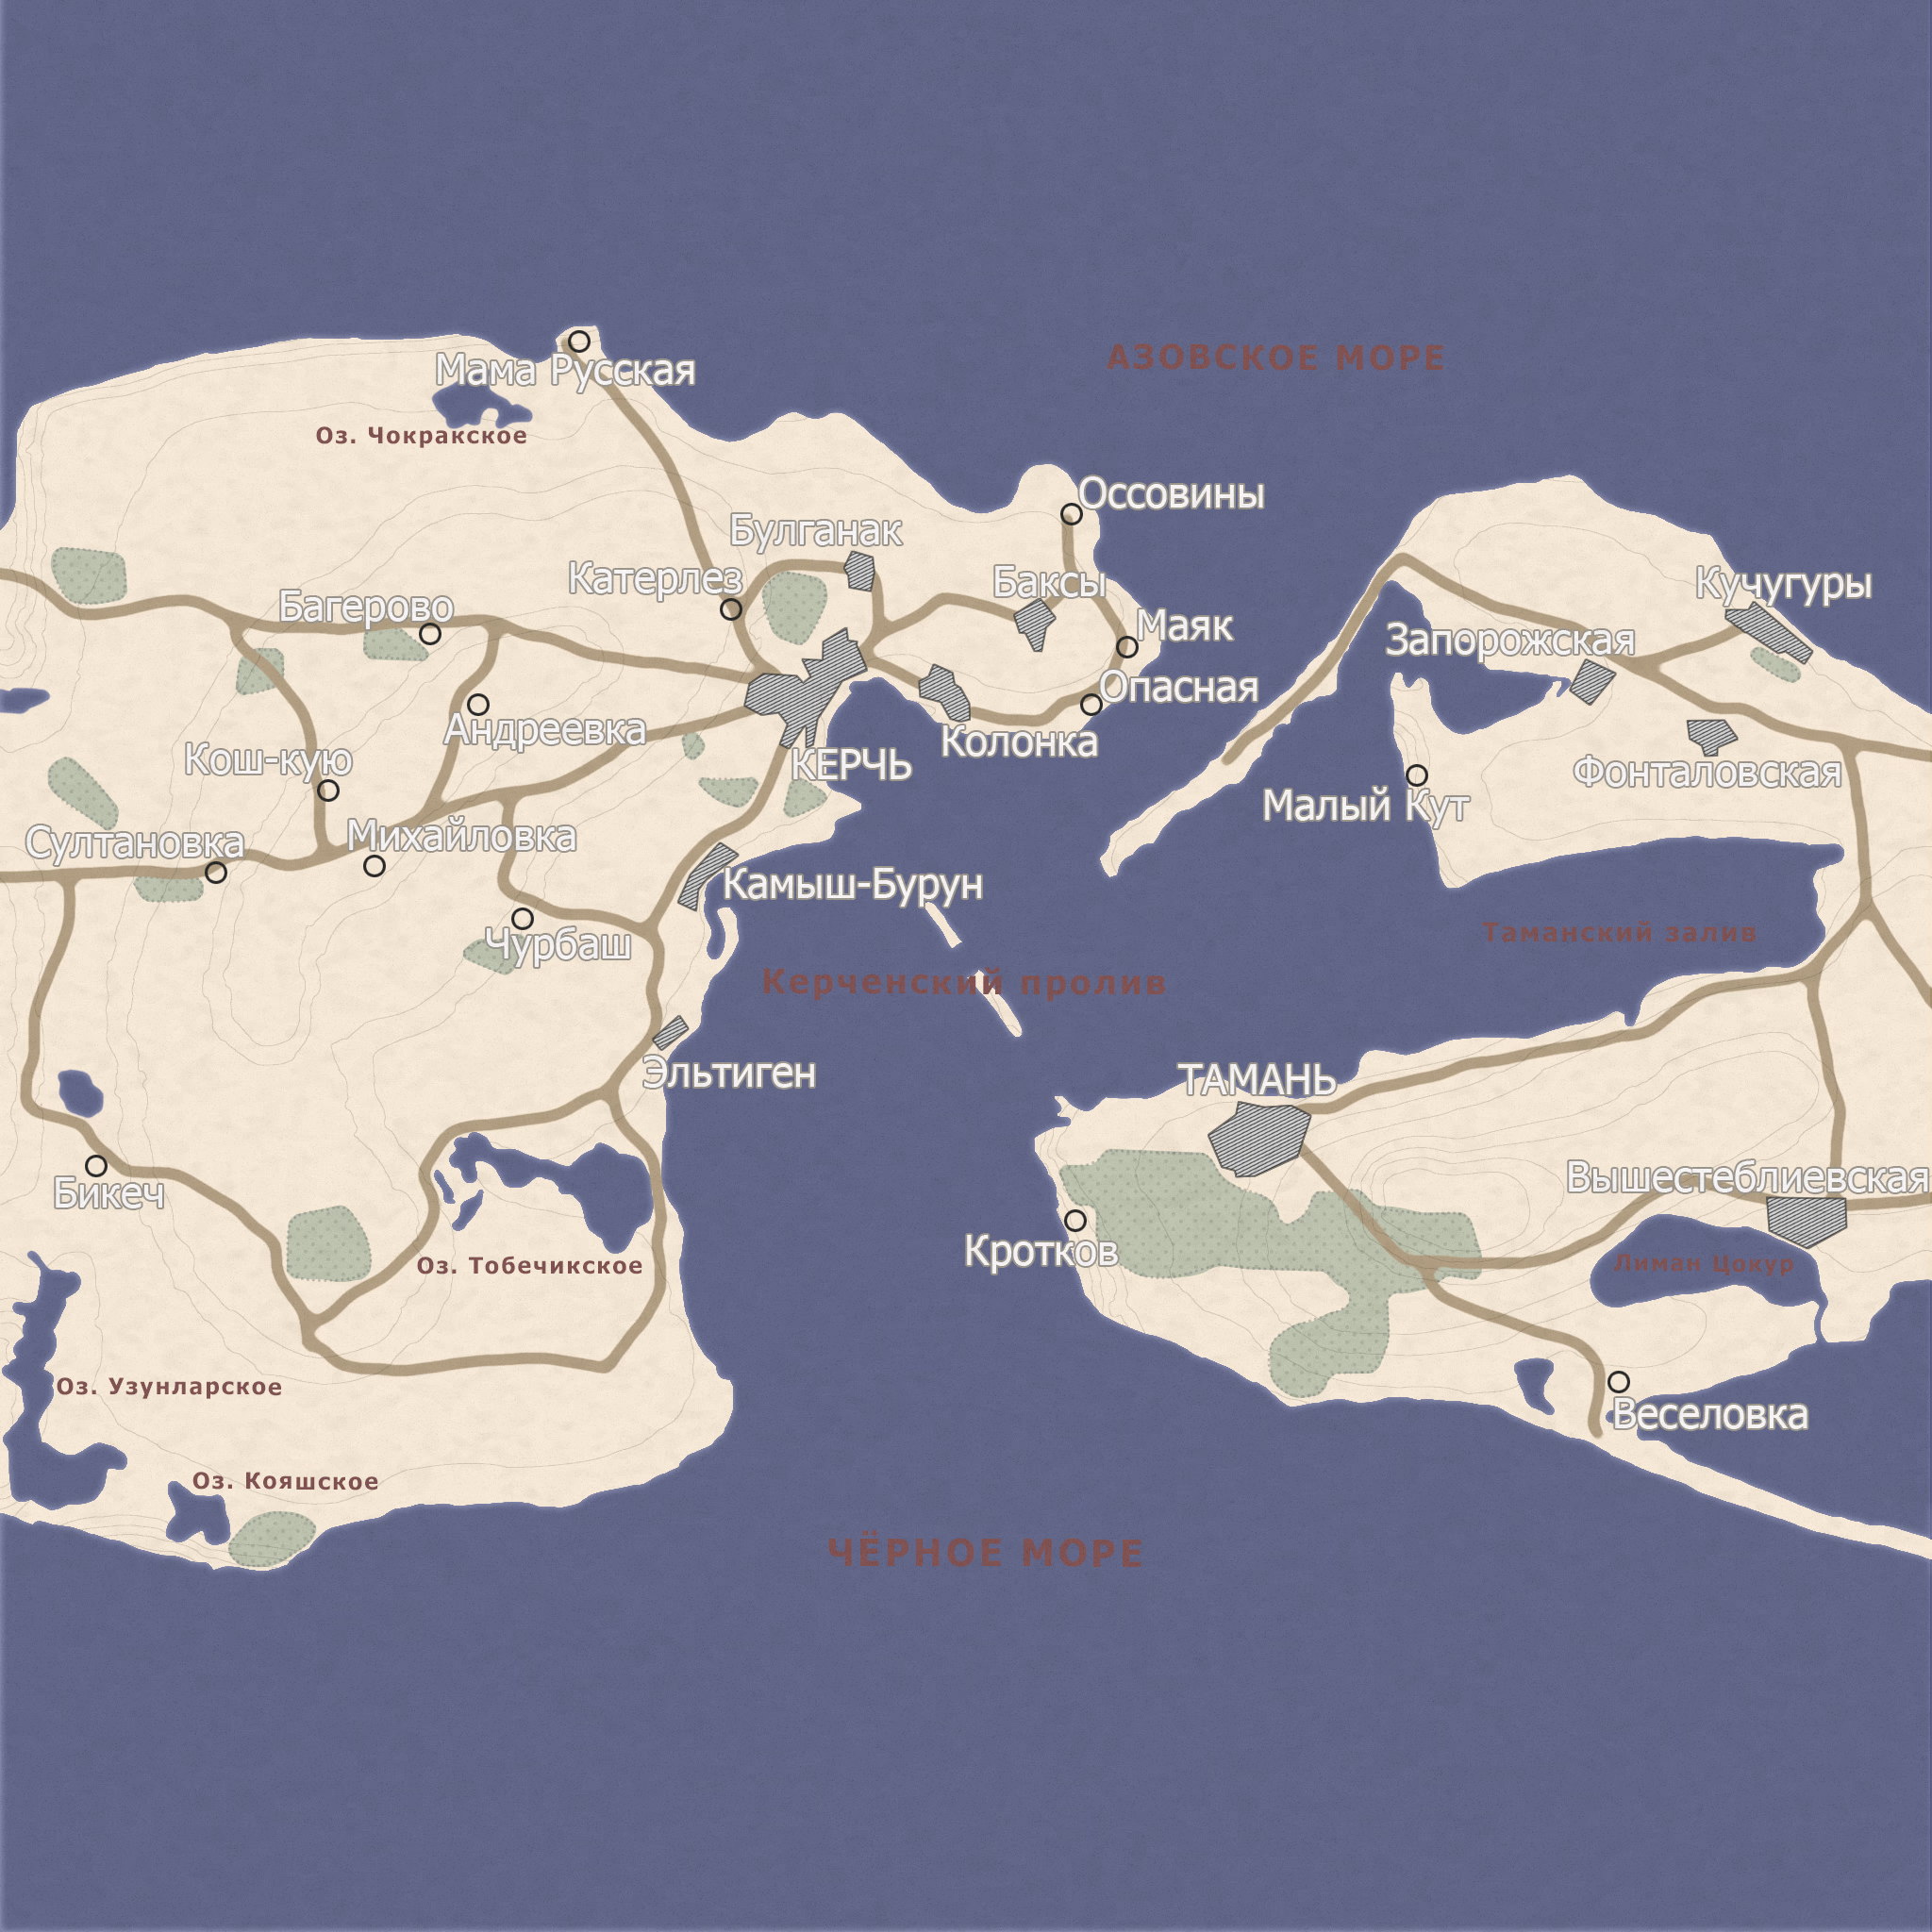 АЗОВСКОЕ МОРЕ
Мама Русская
Оз. Чокракское
Оссовины
Булганак
Катерлез
Баксы
Кучугуры
Багерово
Маяк
Запорожская
Опасная
Андреевка
Колонка
Кош-кую
КЕРЧЬ
Фонталовская
Малый Кут
Султановка
Михайловка
Камыш-Бурун
Таманский залив
Чурбаш
Керченский пролив
Эльтиген
ТАМАНЬ
Вышестеблиевская
Бикеч
Кротков
Оз. Тобечикское
Лиман Цокур
Оз. Узунларское
Веселовка
Оз. Кояшское
ЧЁРНОЕ МОРЕ